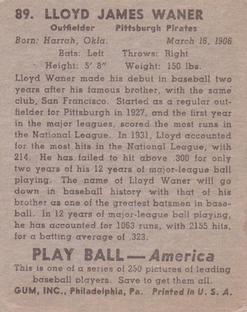 89. LLOYD JAMES WANER
Outfielder Pittsburgh Pirates
Born: Harrah, Okla. March 16, 1906
Bats: Left Throws: Right
Height: 5' 8" Weight: 150 lbs.
Lloyd Waner made his debut in baseball two
years after his famous brother, with the same
club, San Francisco. Started as a regular out-
fielder for Pittsburgh in 1927, and the first year
in the major leagues, scored the most runs in
the National League. In 1931, Lloyd accounted
for the most hits in the National League, with
214. He has failed to hit above .300 for only
two years of his 12 years of major-league ball
playing. The name of Lloyd Waner will go
down in baseball history with that of his
brother as one of the greatest batsmen in base-
ball. In 12 years of major-league ball playing,
he has accounted for 1063 runs, with 2155 hits,
for a batting average of .323.
PLAY BALL — America
This is one of a series of 250 pictures of leading
baseball players. Save to get them all.
GUM, INC., Philadelphia, Pa. Printed in U. S. A.